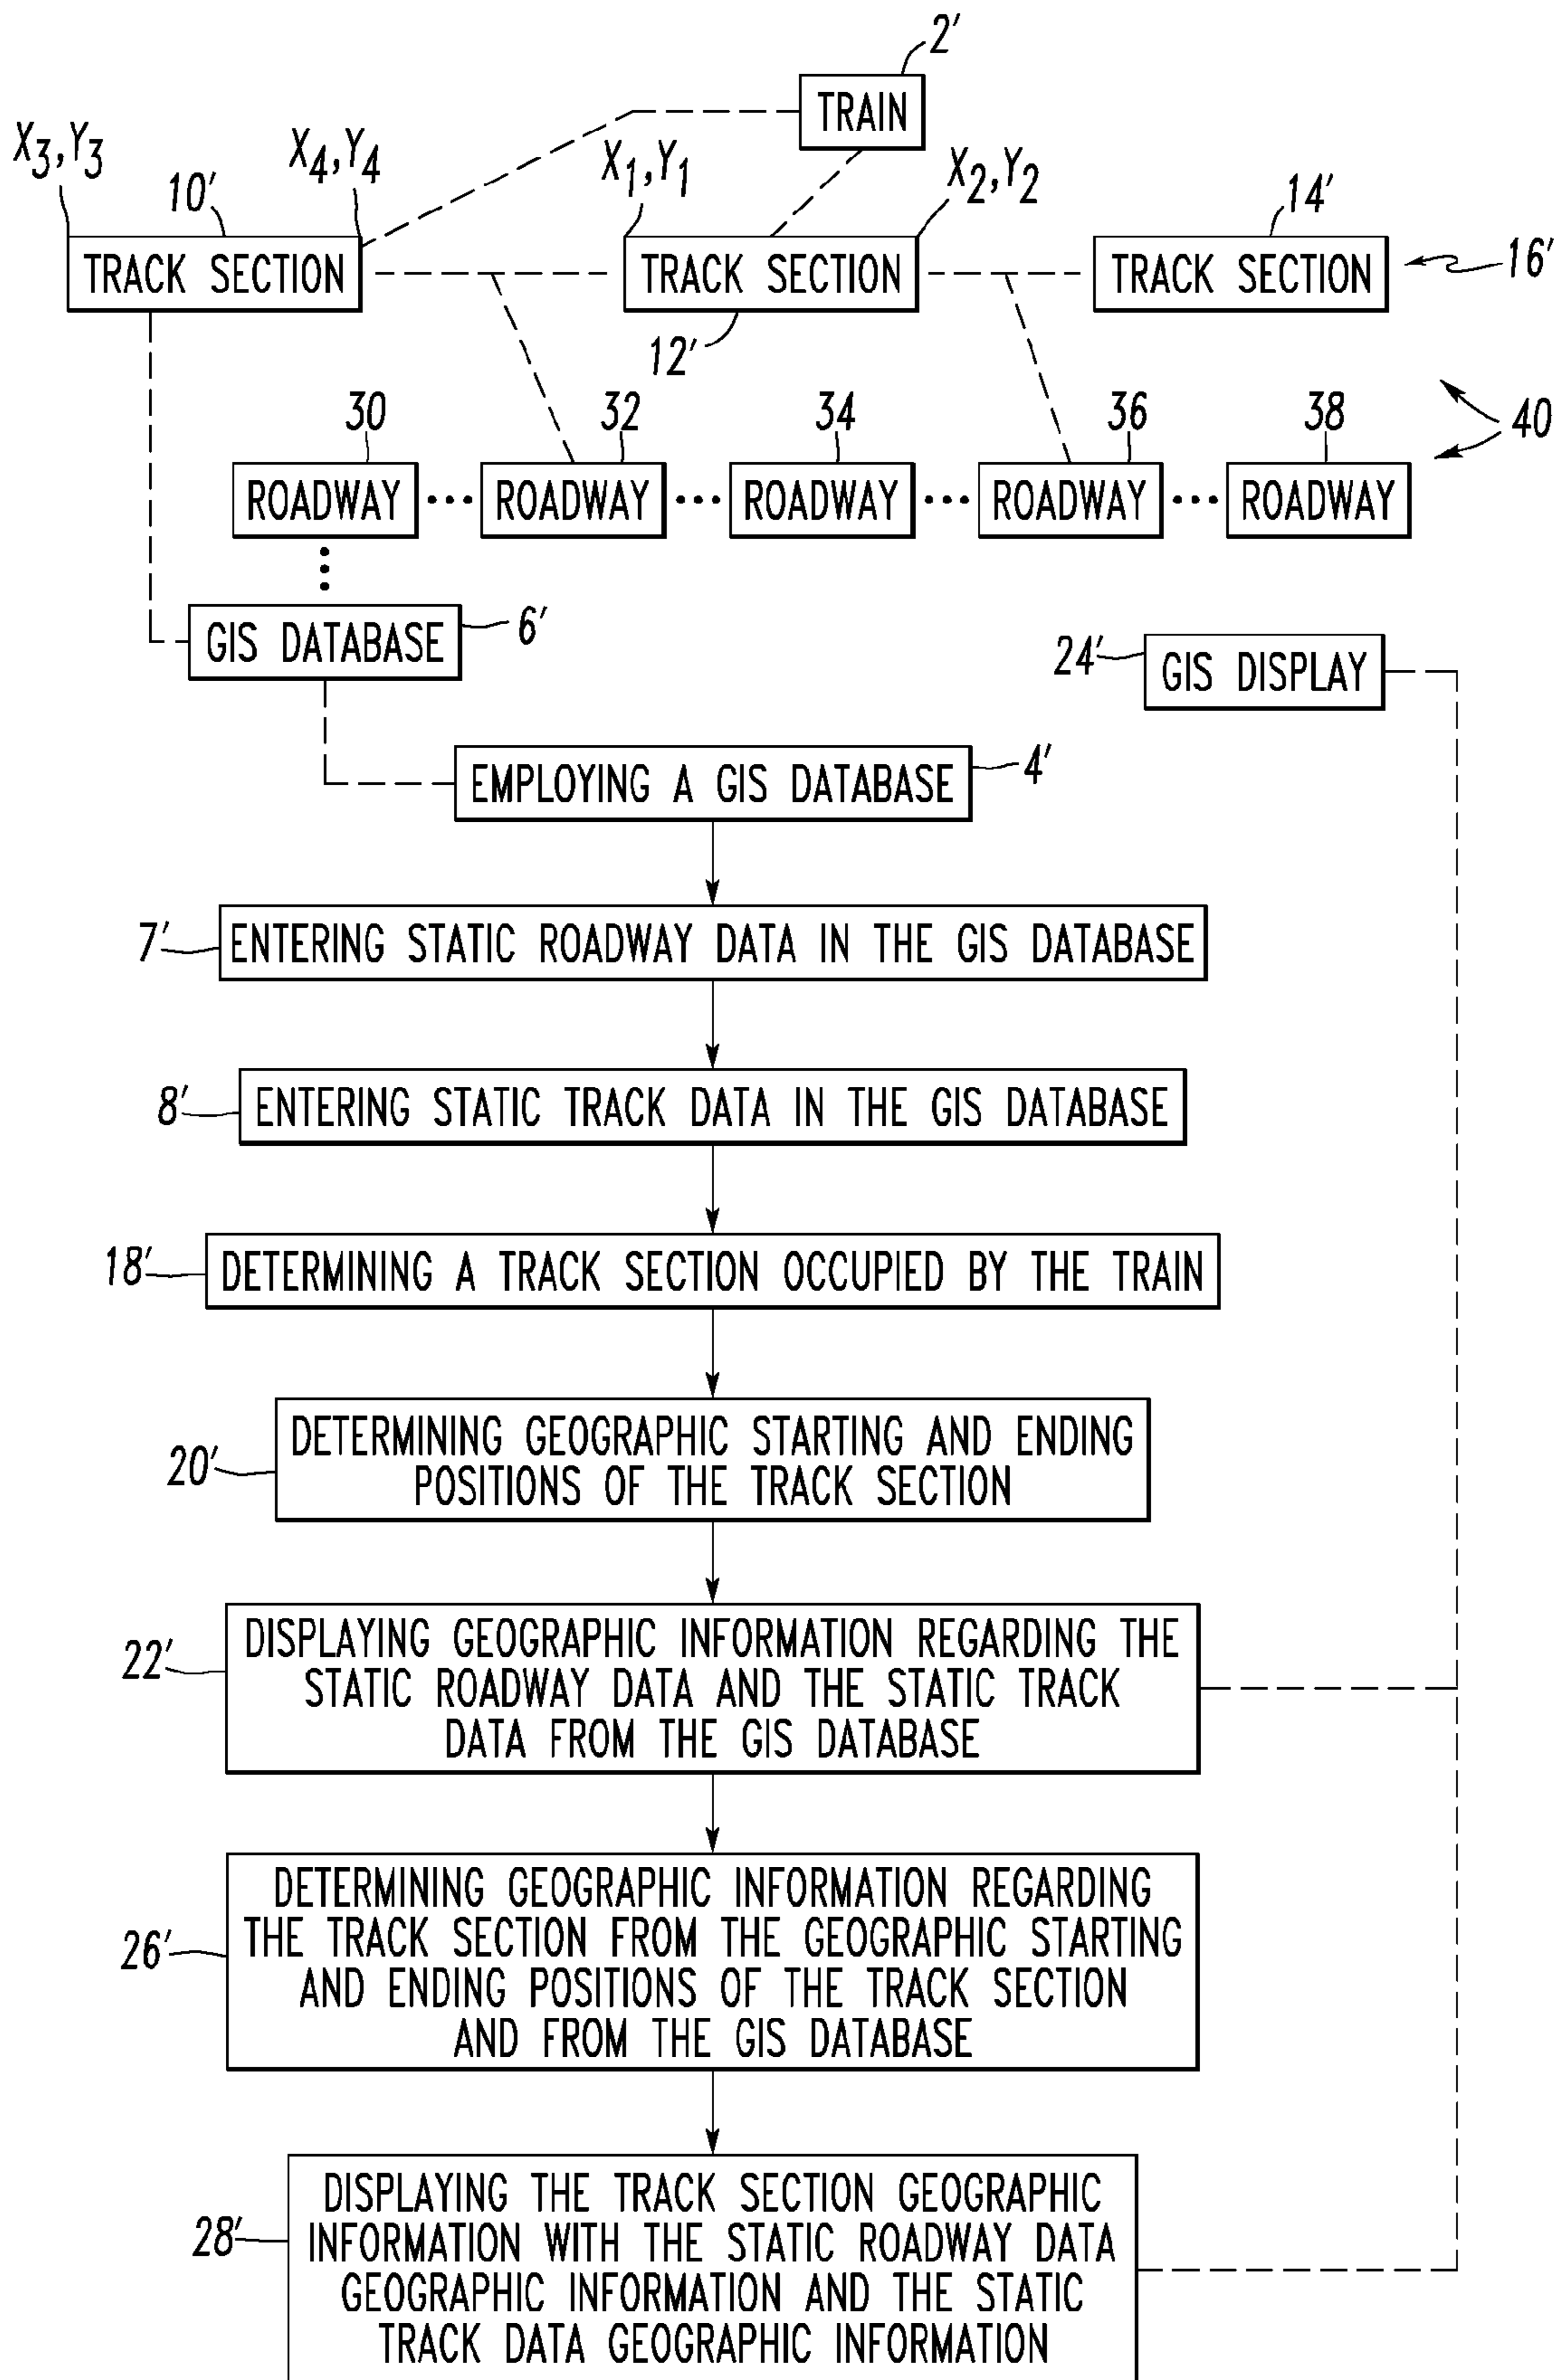 2'
TRAIN
X3,Y3
X4,Y4
X1,Y1
X2,Y2
10'
14'
TRACK SECTION
TRACK SECTION
TRACK SECTION
16'
12'
30
32
34
36
38
40
ROADWAY
ROADWAY
ROADWAY
ROADWAY
ROADWAY
GIS DATABASE
6'
24'
GIS DISPLAY
EMPLOYING A GIS DATABASE
4'
7'
ENTERING STATIC ROADWAY DATA IN THE GIS DATABASE
8'
ENTERING STATIC TRACK DATA IN THE GIS DATABASE
18'
DETERMINING A TRACK SECTION OCCUPIED BY THE TRAIN
20'
DETERMINING GEOGRAPHIC STARTING AND ENDING
POSITIONS OF THE TRACK SECTION
22'
DISPLAYING GEOGRAPHIC INFORMATION REGARDING THE
STATIC ROADWAY DATA AND THE STATIC TRACK
DATA FROM THE GIS DATABASE
26'
DETERMINING GEOGRAPHIC INFORMATION REGARDING
THE TRACK SECTION FROM THE GEOGRAPHIC STARTING
AND ENDING POSITIONS OF THE TRACK SECTION
AND FROM THE GIS DATABASE
28'
DISPLAYING THE TRACK SECTION GEOGRAPHIC
INFORMATION WITH THE STATIC ROADWAY DATA
GEOGRAPHIC INFORMATION AND THE STATIC
TRACK DATA GEOGRAPHIC INFORMATION